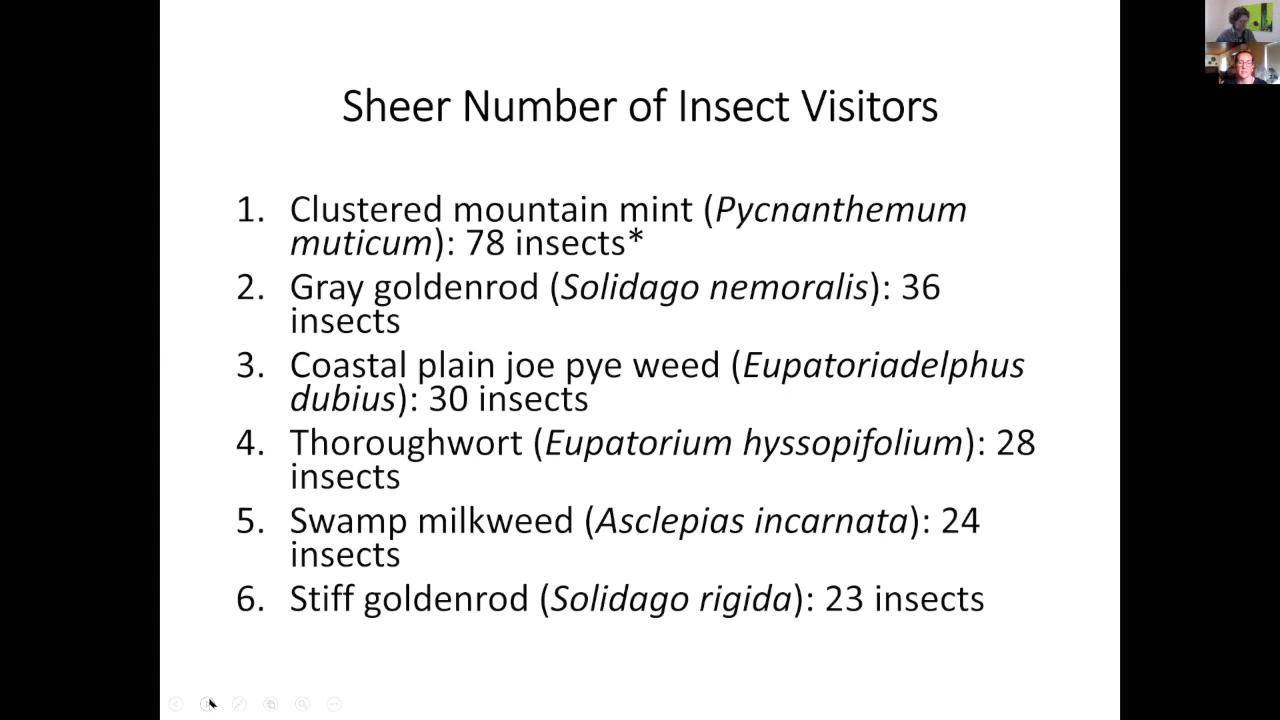 Sheer Number of Insect Visitors
1. Clustered mountain mint (Pycnanthemum
muticum): 78 insects*
2. Gray goldenrod (Solidago nemoralis): 36
insects
3. Coastal plain joe pye weed (Eupatoriadelphus
dubius): 30 insects
4. Thoroughwort (Eupatorium hyssopifolium): 28
insects
5. Swamp milkweed (Asclepias incarnata): 24
insects
6. Stiff goldenrod (Solidago rigida): 23 insects